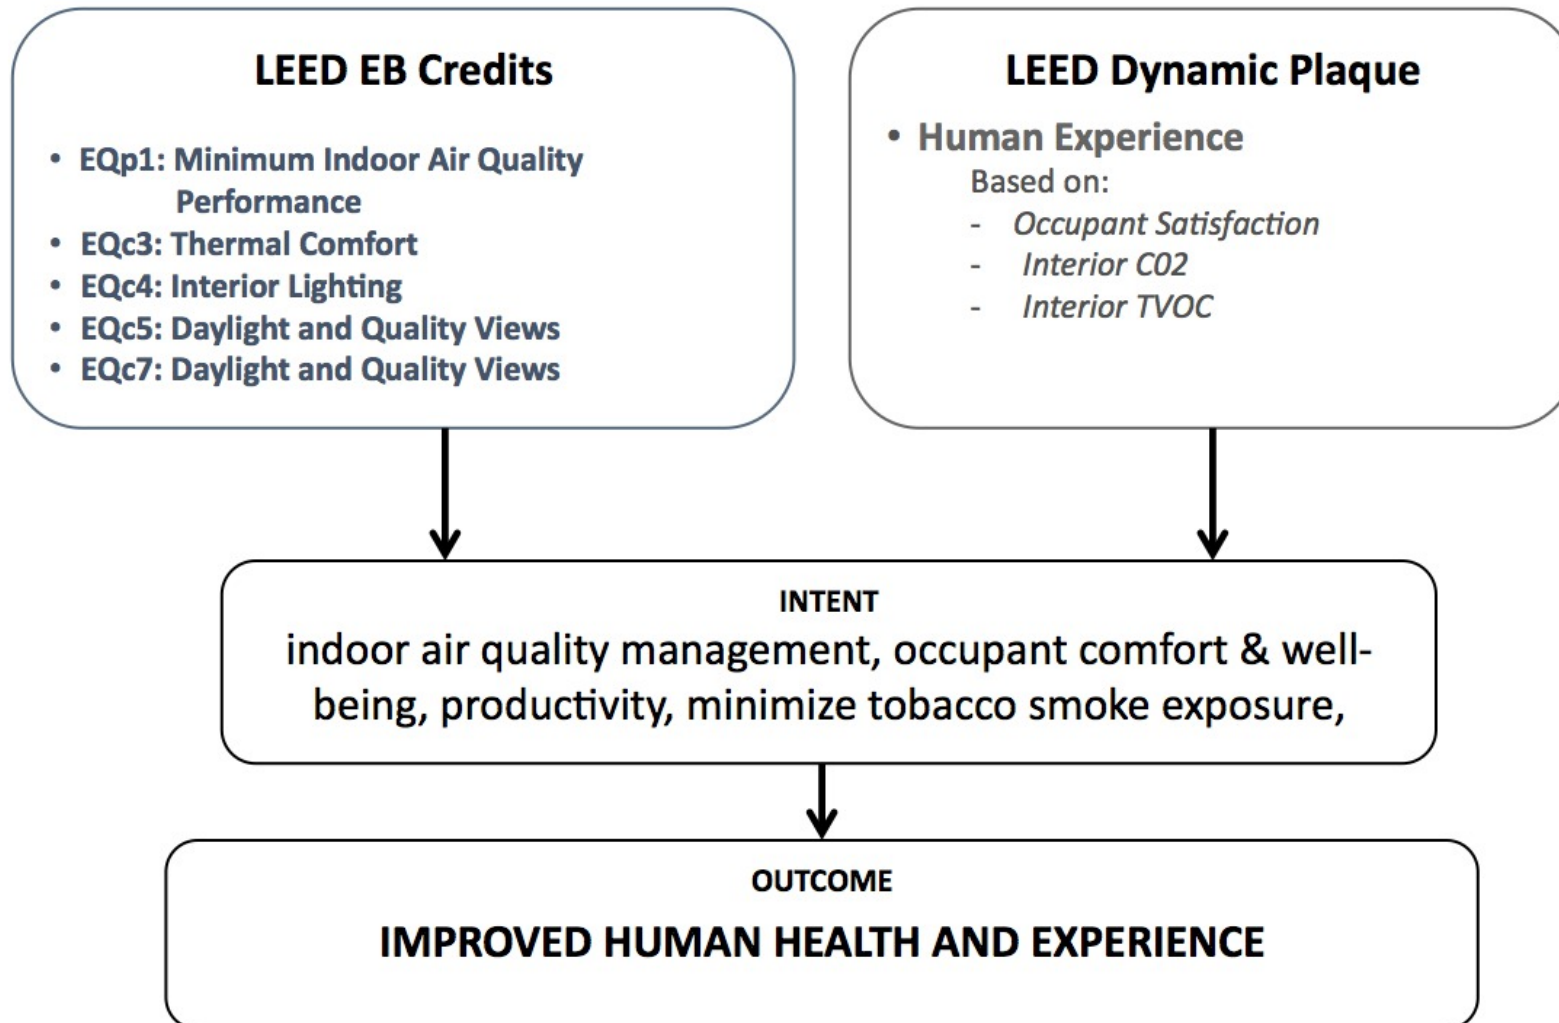 LEED EB Credits
• EQp1: Minimum Indoor Air Quality
Performance
• EQc3: Thermal Comfort
• EQc4: Interior Lighting
• EQc5: Daylight and Quality Views
• EQc7: Daylight and Quality Views
LEED Dynamic Plaque
• Human Experience
Based on:
- Occupant Satisfaction
- Interior C02
- Interior TVOC
INTENT
indoor air quality management, occupant comfort & well-
being, productivity, minimize tobacco smoke exposure,
OUTCOME
IMPROVED HUMAN HEALTH AND EXPERIENCE